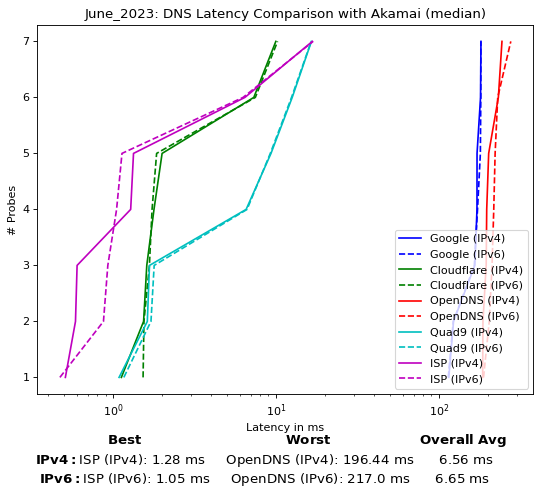 June_2023: DNS Latency Comparison with Akamai (median)
# Probes
7
6
5
4
3
2
1
Google (IPv4)
Google (IPv6)
Cloudflare (IPv4)
Cloudflare (IPv6)
OpenDNS (IPv4)
OpenDNS (IPv6)
Quad9 (IPv4)
Quad9 (IPv6)
ISP (IPv4)
ISP (IPv6)
10⁰ 10¹ 10²
Latency in ms
Best Worst Overall Avg
IPv4: ISP (IPv4): 1.28 ms OpenDNS (IPv4): 196.44 ms 6.56 ms
IPv6: ISP (IPv6): 1.05 ms OpenDNS (IPv6): 217.0 ms 6.65 ms